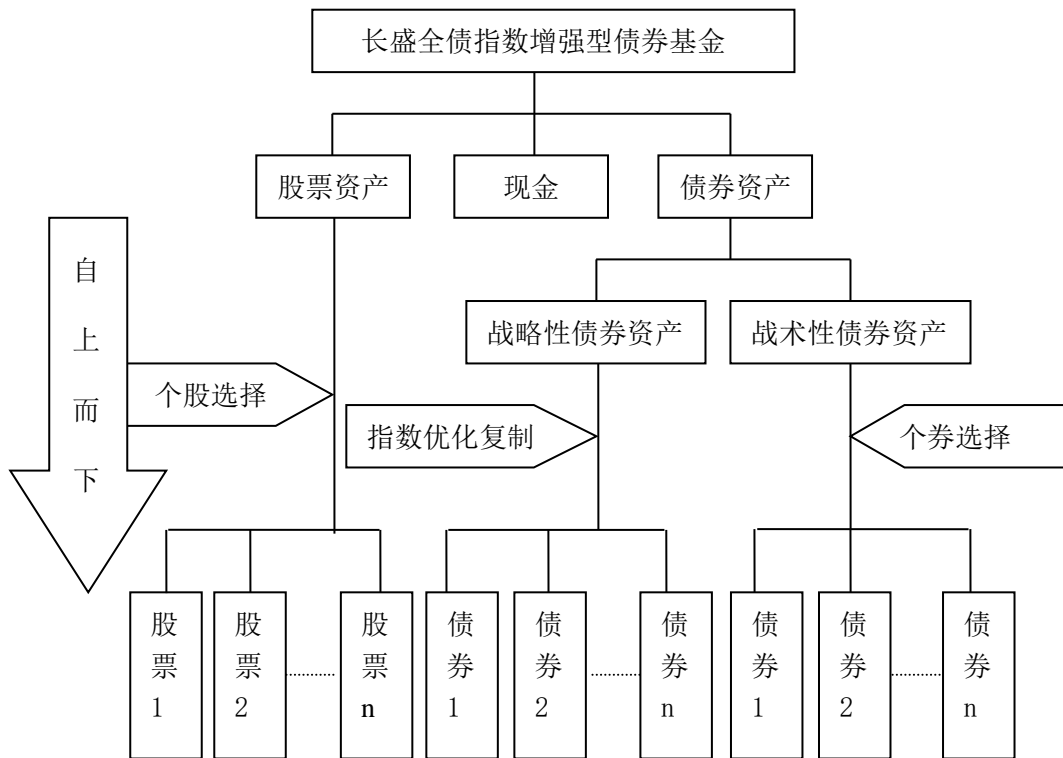 长盛全债指数增强型债券基金
股票资产
现金
债券资产
自上而下
战略性债券资产
战术性债券资产
个股选择
指数优化复制
个券选择
股票1
股票2
股票n
债券1
债券2
债券n
债券1
债券2
债券n